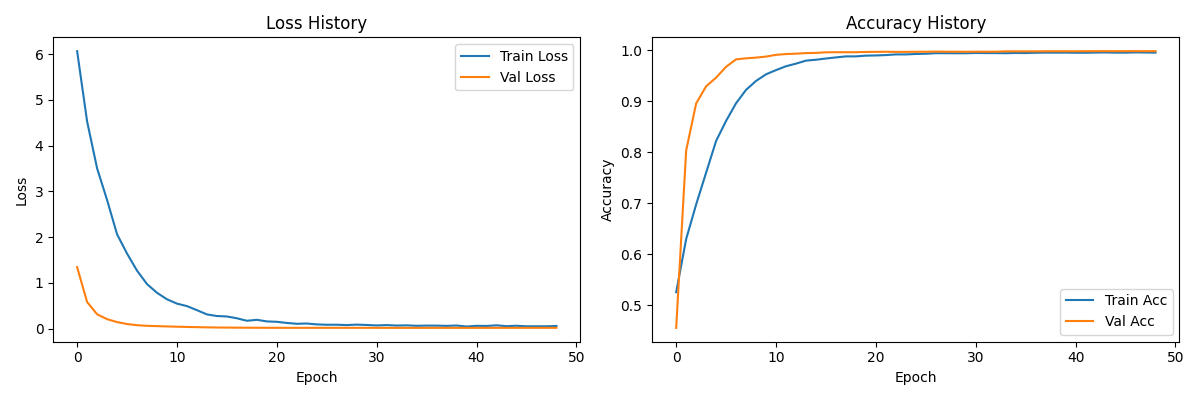 Loss History
Train Loss
Val Loss
6
5
4
3
2
1
0
Loss
0 10 20 30 40 50
Epoch
Accuracy History
1.0
0.9
0.8
0.7
0.6
0.5
Accuracy
Train Acc
Val Acc
0 10 20 30 40 50
Epoch